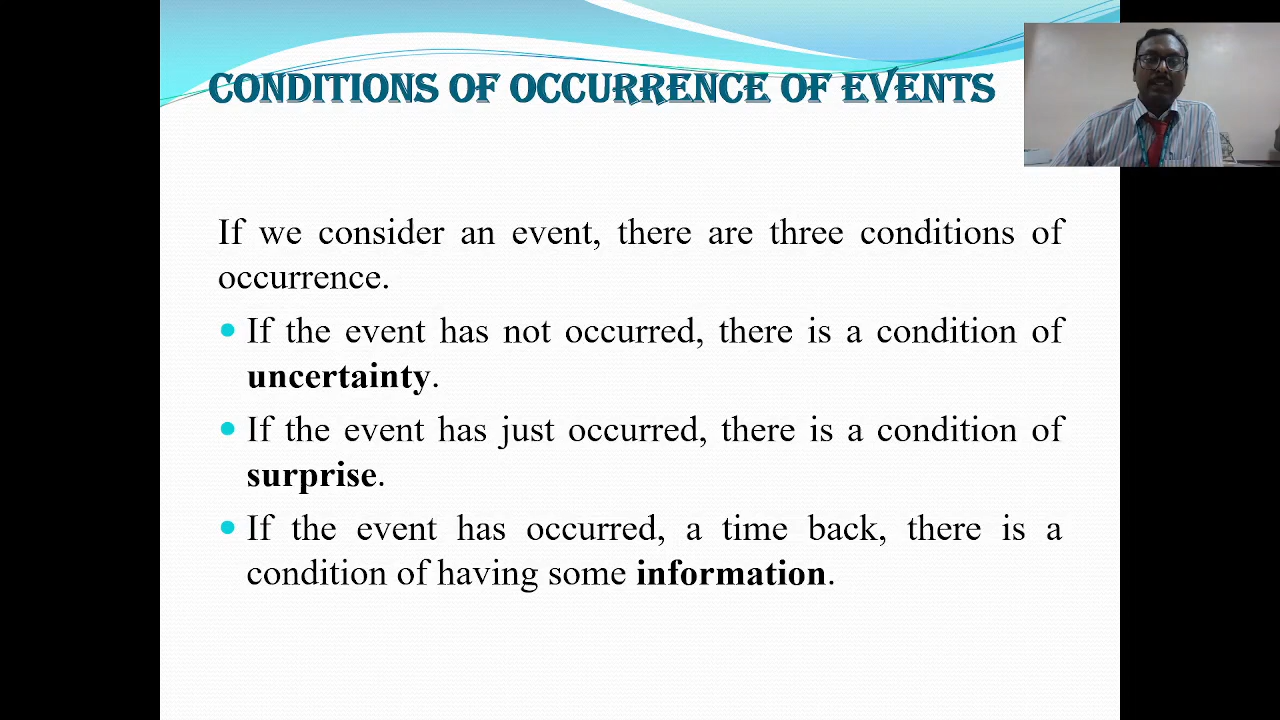 CONDITIONS OF OCCURRENCE OF EVENTS
If we consider an event, there are three conditions of
occurrence.
• If the event has not occurred, there is a condition of
uncertainty.
• If the event has just occurred, there is a condition of
surprise.
• If the event has occurred, a time back, there is a
condition of having some information.